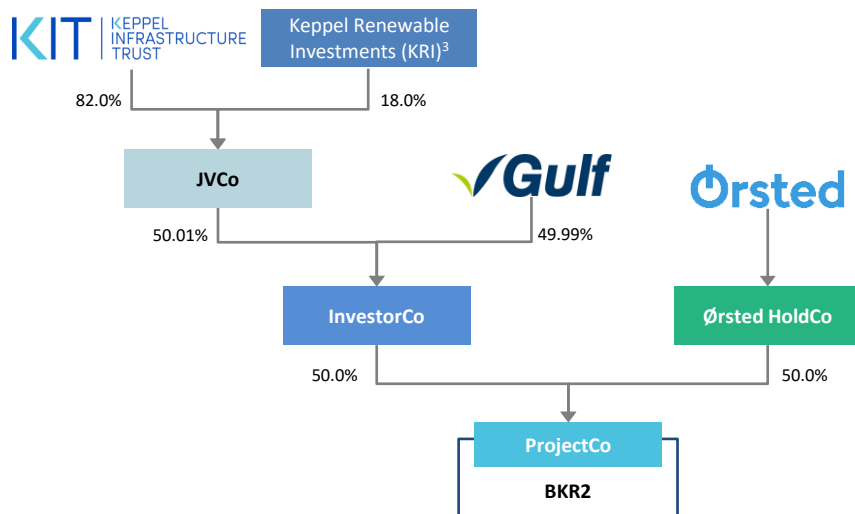 KIT
KEPPEL
INFRASTRUCTURE
TRUST
Keppel Renewable
Investments (KRI)³
82.0%
18.0%
JVCo
Gulf
Ørsted
50.01%
49.99%
InvestorCo
Ørsted HoldCo
50.0%
50.0%
ProjectCo
BKR2